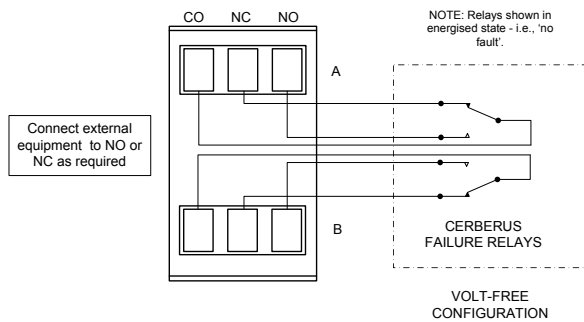 CO NC NO
NOTE: Relays shown in
energised state - i.e., 'no
fault'.
A
Connect external
equipment to NO or
NC as required
B
CERBERUS
FAILURE RELAYS
VOLT-FREE
CONFIGURATION